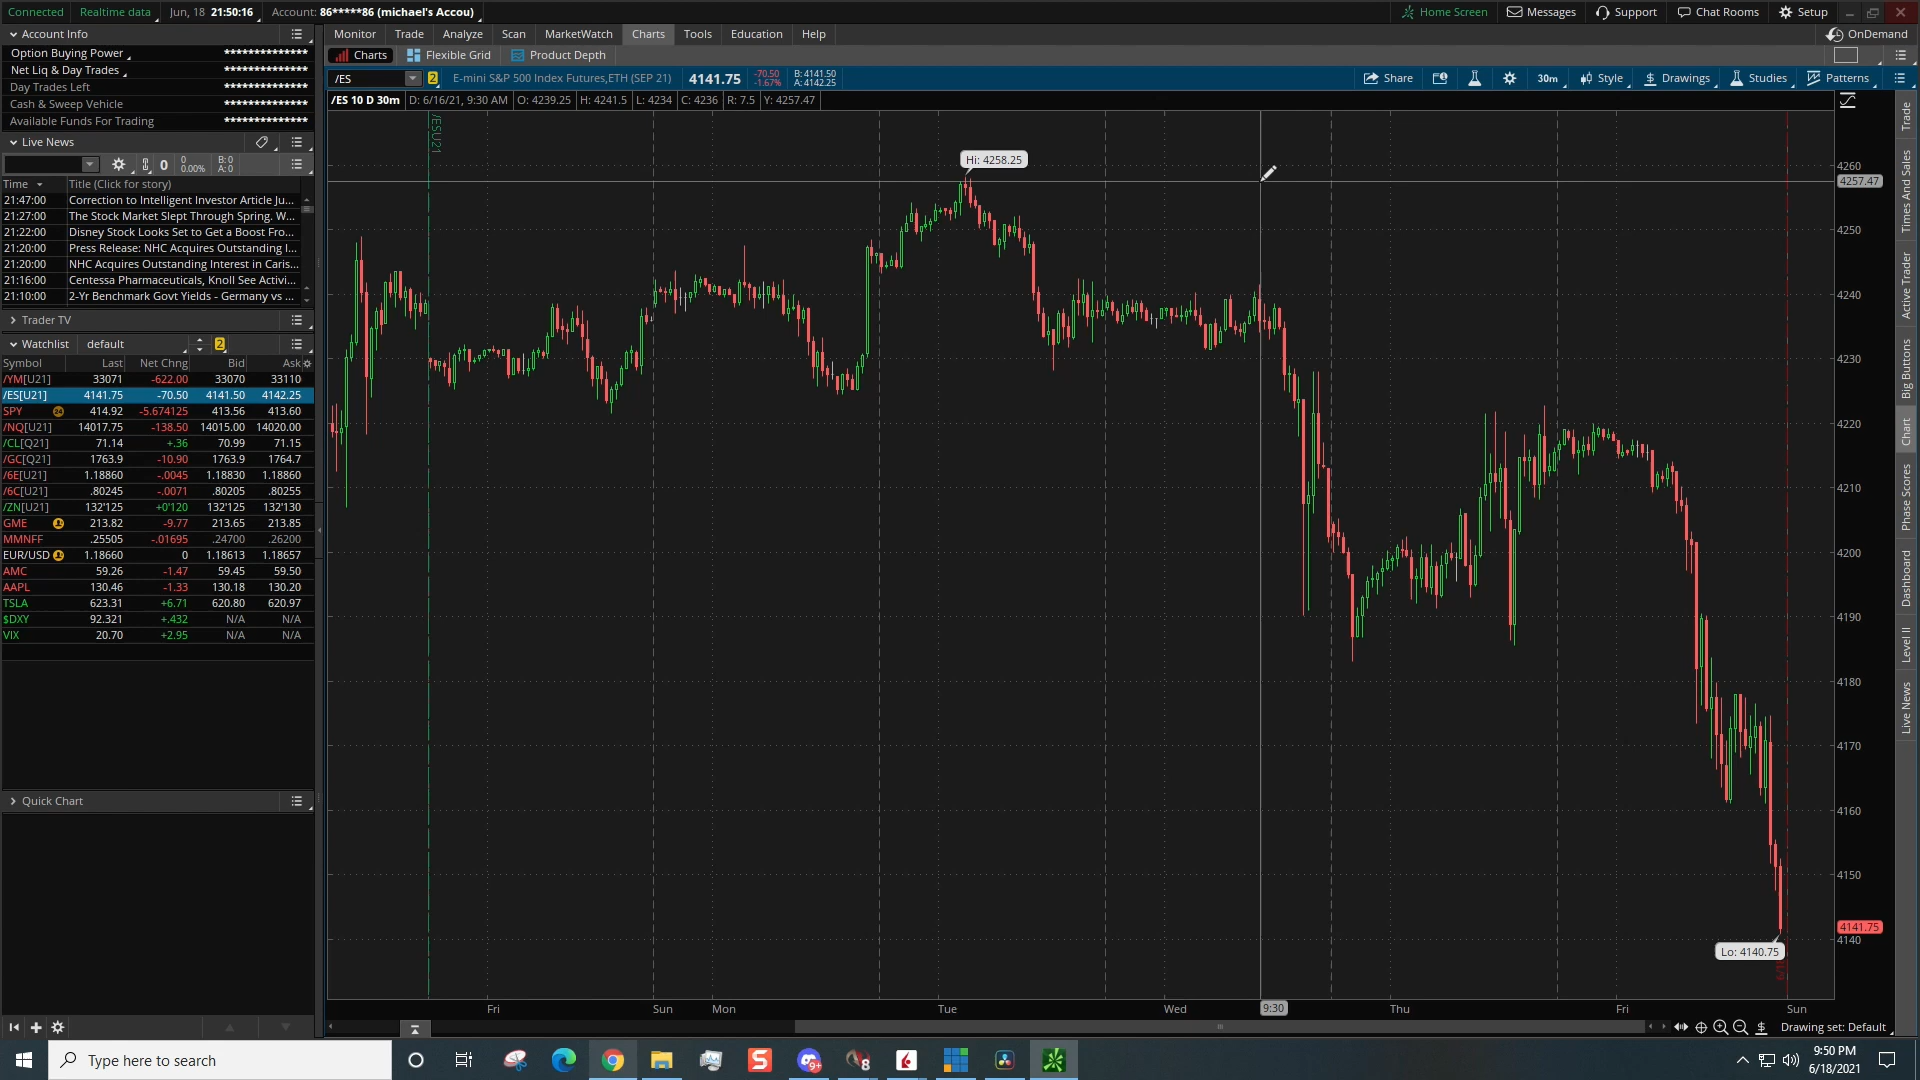 Connected Realtime data Jun, 18 21:50:16 Account: 86*****86 (michael's Accou) Home Screen Messages Support Chat Rooms Setup
Account Info Monitor Trade Analyze Scan MarketWatch Charts Tools Education Help OnDemand
Option Buying Power **************
Charts Flexible Grid Product Depth
Net Liq & Day Trades **************
/ES 2 E-mini S&P 500 Index Futures,ETH (SEP 21) 4141.75 -70.50 -1.67% B: 4141.50 A: 4142.25 Share 30m Style Drawings Studies Patterns
Days Trades Left **************
Cash & Sweep Vehicle **************
/ES 10 D 30m D: 6/16/21, 9:30 AM O: 4239.25 H: 4241.5 L: 4234 C: 4236 R: 7.5 Y: 4257.47
Available Funds For Trading **************
Live News
0 0 0.00% B: 0 A: 0
Time Title (Click for story)
21:47:00 Correction to Intelligent Investor Article Ju...
21:27:00 The Stock Market Slept Through Spring. W...
21:22:00 Disney Stock Looks Set to Get a Boost Fro...
21:20:00 Press Release: NHC Acquires Outstanding I...
21:20:00 NHC Acquires Outstanding Interest in Caris...
21:16:00 Centessa Pharmaceuticals, Knoll See Activi...
21:10:00 2-Yr Benchmark Govt Yields - Germany vs ...
Trader TV
Watchlist default 2
Symbol Last Net Chng Bid Ask
/YM[U21] 33071 -622.00 33070 33110
/ES[U21] 4141.75 -70.50 4141.50 4142.25
SPY 414.92 -5.674125 413.56 413.60
/NQ[U21] 14017.75 -138.50 14015.00 14020.00
/CL[Q21] 71.14 +.36 70.99 71.15
/GC[Q21] 1763.9 -10.90 1763.9 1764.7
/6E[U21] 1.18860 -.0045 1.18830 1.18860
/6C[U21] .80245 -.0071 .80205 .80255
/ZN[U21] 132'125 +0'120 132'125 132'130
GME 213.82 -9.77 213.65 213.85
MMNFF .25505 -.01695 .24700 .26200
EUR/USD 1.18660 0 1.18613 1.18657
AMC 59.26 -1.47 59.45 59.50
AAPL 130.46 -1.33 130.18 130.20
TSLA 623.31 +6.71 620.80 620.97
$DXY 92.321 +.432 N/A N/A
VIX 20.70 +2.95 N/A N/A
Quick Chart
/ESU21
Hi: 4258.25
Lo: 4140.75
4260
4257.47
4250
4240
4230
4220
4210
4200
4190
4180
4170
4160
4150
4141.75
4140
Fri Sun Mon Tue Wed 9:30 Thu Fri Sun
Drawing set: Default
Trade
Times And Sales
Active Trader
Big Buttons
Chart
Phase Scores
Dashboard
Level II
Live News
Type here to search
9+
8
9:50 PM
6/18/2021